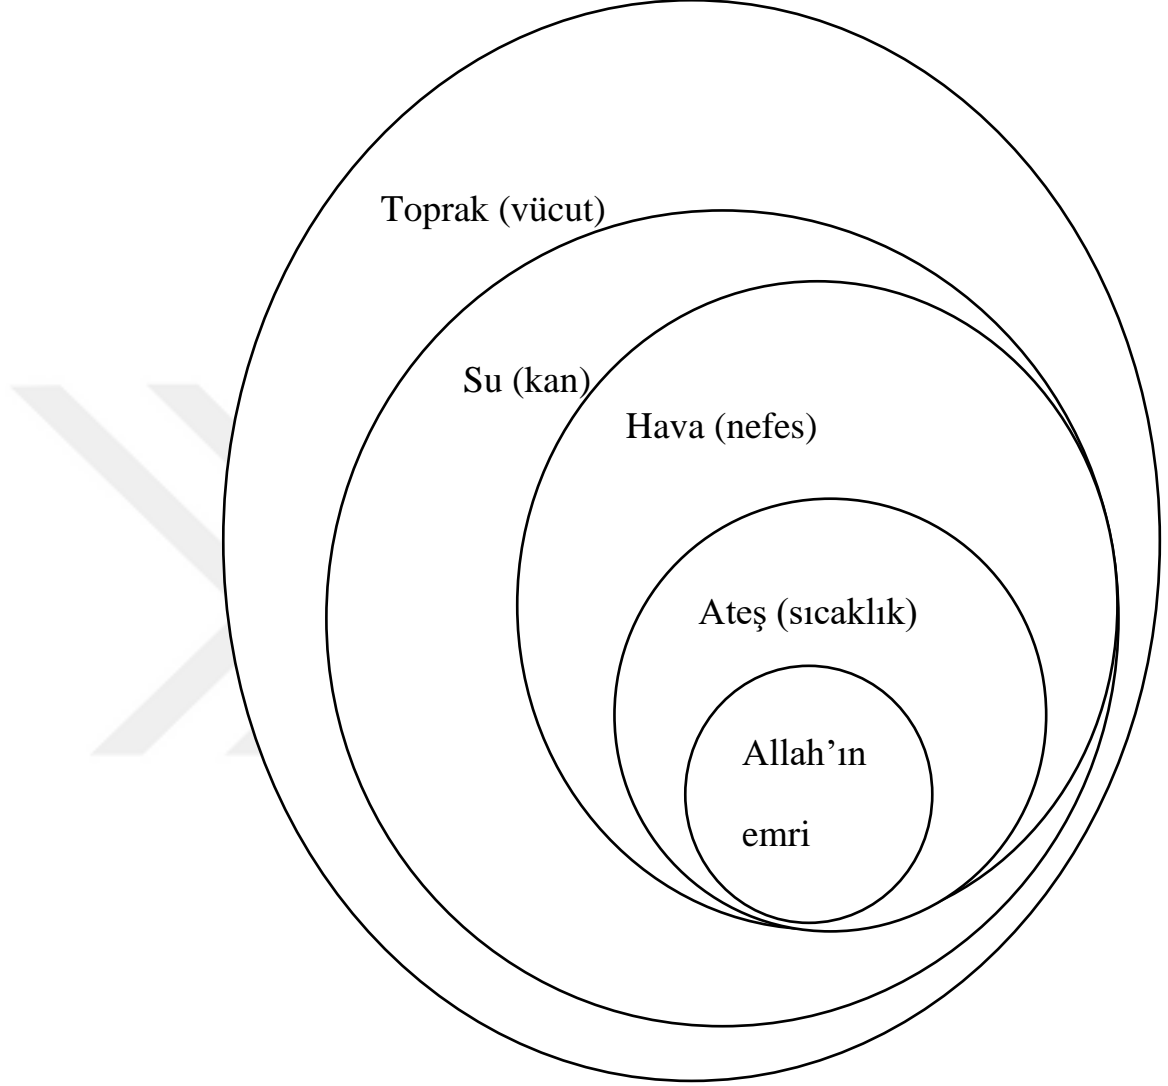 Toprak (vücut)
Su (kan)
Hava (nefes)
Ateş (sıcaklık)
Allah’ın
emri